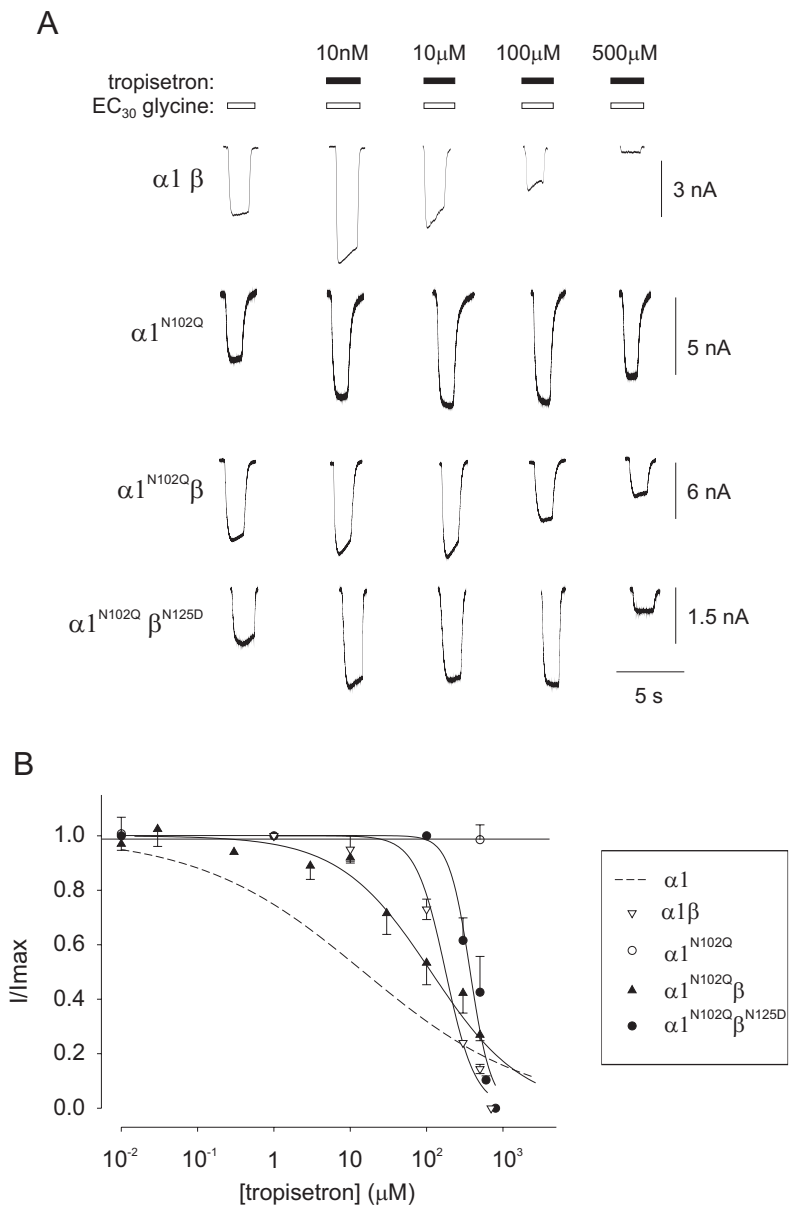 A
10nM 10µM 100µM 500µM
tropisetron:
EC30 glycine:
α1 β
3 nA
α1N102Q
5 nA
α1N102Qβ
6 nA
α1N102Q βN125D
1.5 nA
5 s
B
I/Imax
1.0
0.8
0.6
0.4
0.2
0.0
10-2 10-1 1 10 102 103
[tropisetron] (µM)
α1
α1β
α1N102Q
α1N102Qβ
α1N102QβN125D